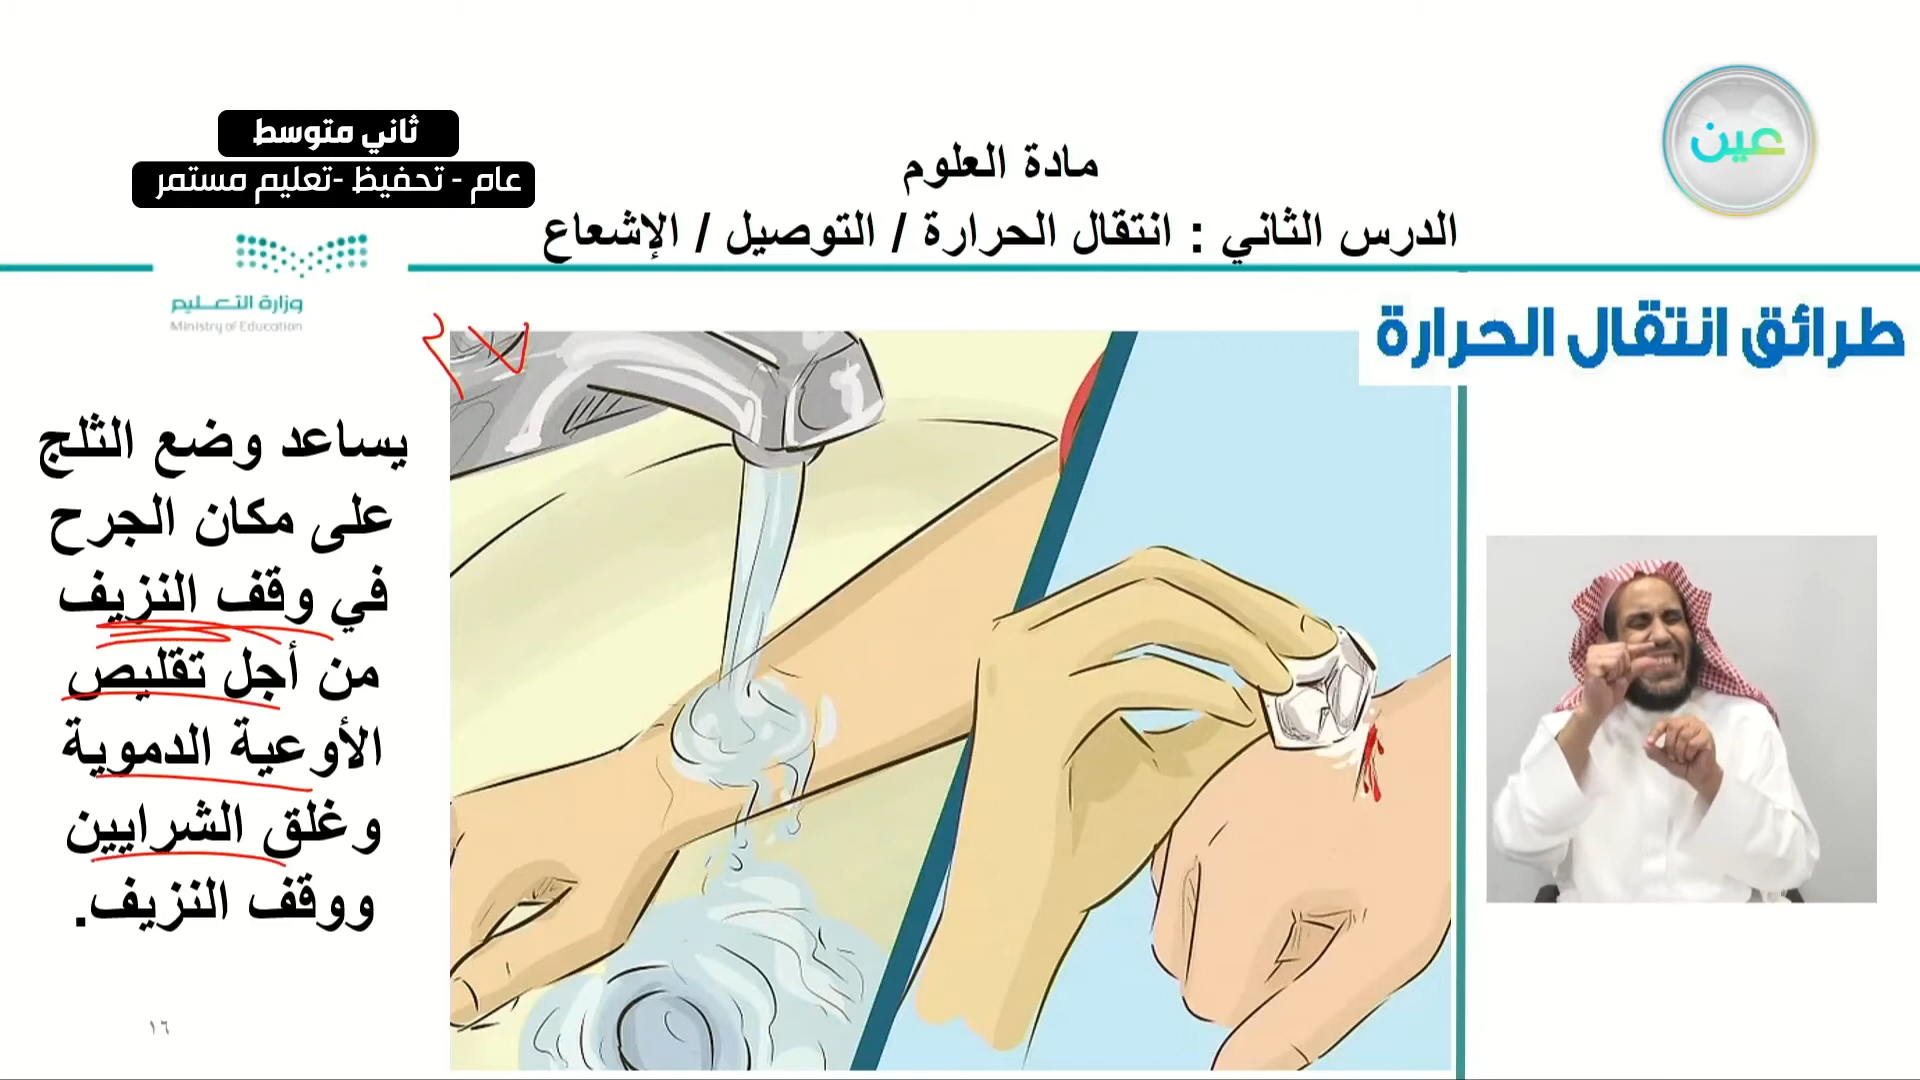 ثاني متوسط
عام - تحفيظ -تعليم مستمر
عين
مادة العلوم
الدرس الثاني : انتقال الحرارة / التوصيل / الإشعاع
وزارة التعليم
Ministry of Education
طرائق انتقال الحرارة
يساعد وضع الثلج
على مكان الجرح
في وقف النزيف
من أجل تقليص
الأوعية الدموية
وغلق الشرايين
ووقف النزيف.
١٦